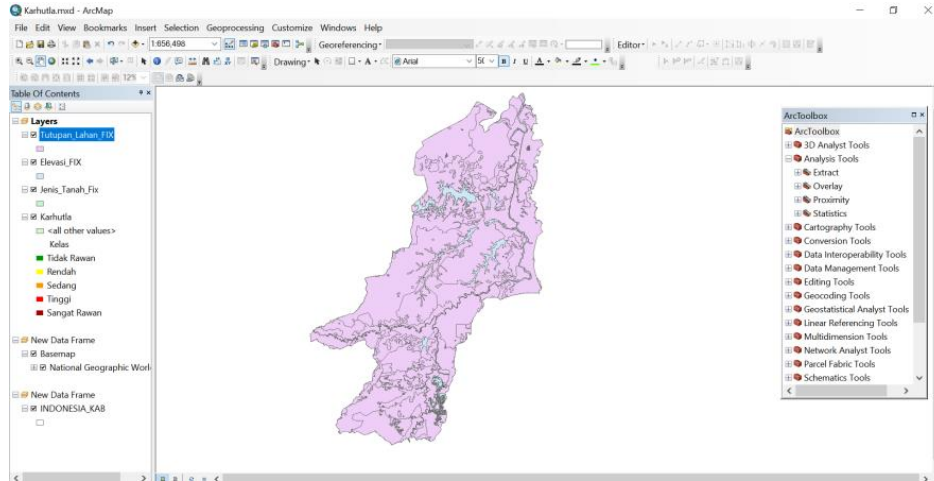 Karhutla.mxd - ArcMap
File Edit View Bookmarks Insert Selection Geoprocessing Customize Windows Help
1:656,498
Georeferencing
Editor
Drawing
A
Arial
B I U A
12%
Table Of Contents
Layers
Tutupan_Lahan_FIX
Elevasi_FIX
Jenis_Tanah_Fix
Karhutla
<all other values>
Kelas
Tidak Rawan
Rendah
Sedang
Tinggi
Sangat Rawan
New Data Frame
Basemap
National Geographic Worl
New Data Frame
INDONESIA_KAB
ArcToolbox
ArcToolbox
3D Analyst Tools
Analysis Tools
Extract
Overlay
Proximity
Statistics
Cartography Tools
Conversion Tools
Data Interoperability Tools
Data Management Tools
Editing Tools
Geocoding Tools
Geostatistical Analyst Tools
Linear Referencing Tools
Multidimension Tools
Network Analyst Tools
Parcel Fabric Tools
Schematics Tools